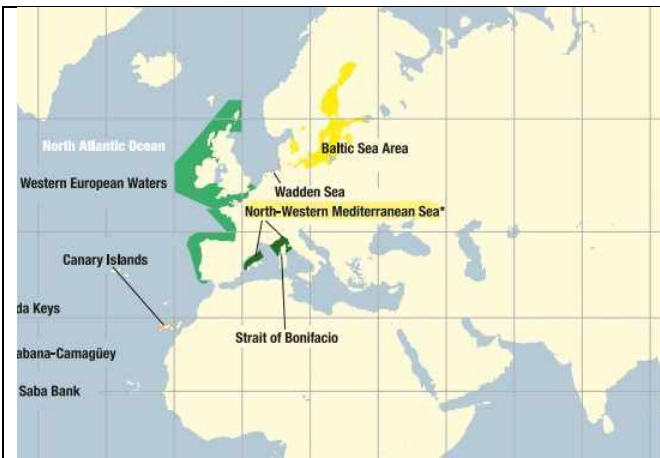 North Atlantic Ocean
Baltic Sea Area
Western European Waters
Wadden Sea
North-Western Mediterranean Sea*
Canary Islands
da Keys
Strait of Bonifacio
abana-Camagüey
Saba Bank